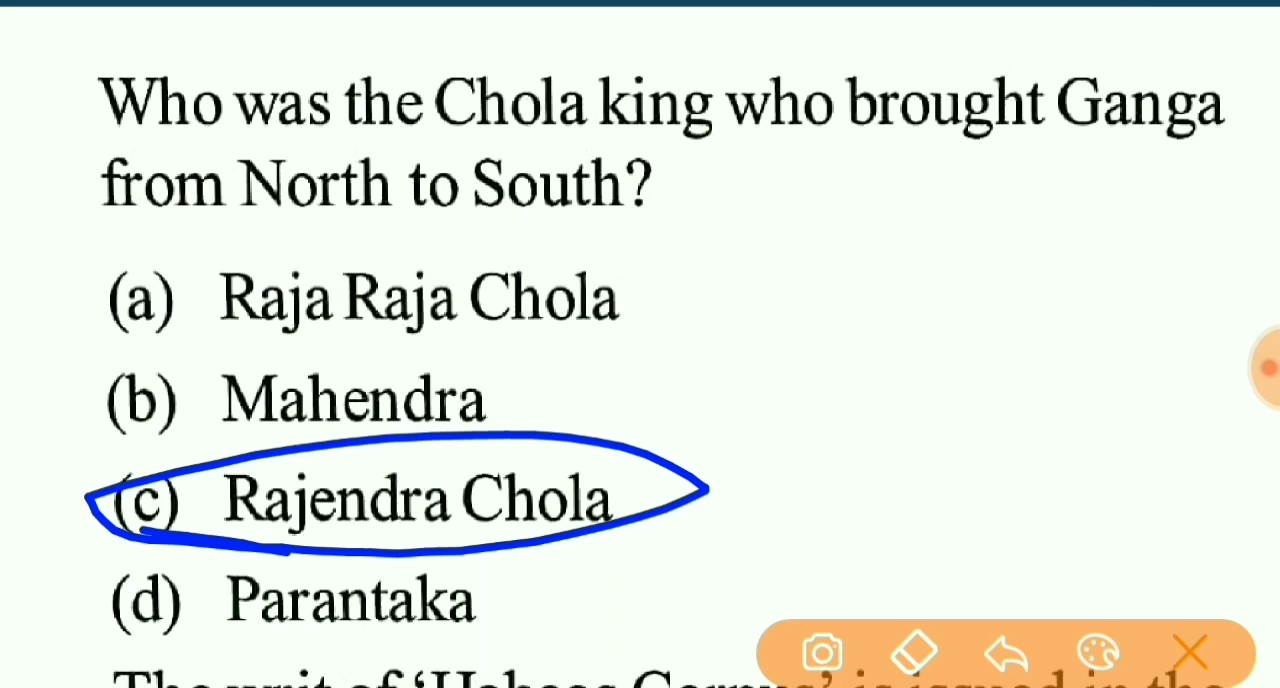 Who was the Chola king who brought Ganga
from North to South?
(a) Raja Raja Chola
(b) Mahendra
(c) Rajendra Chola
(d) Parantaka